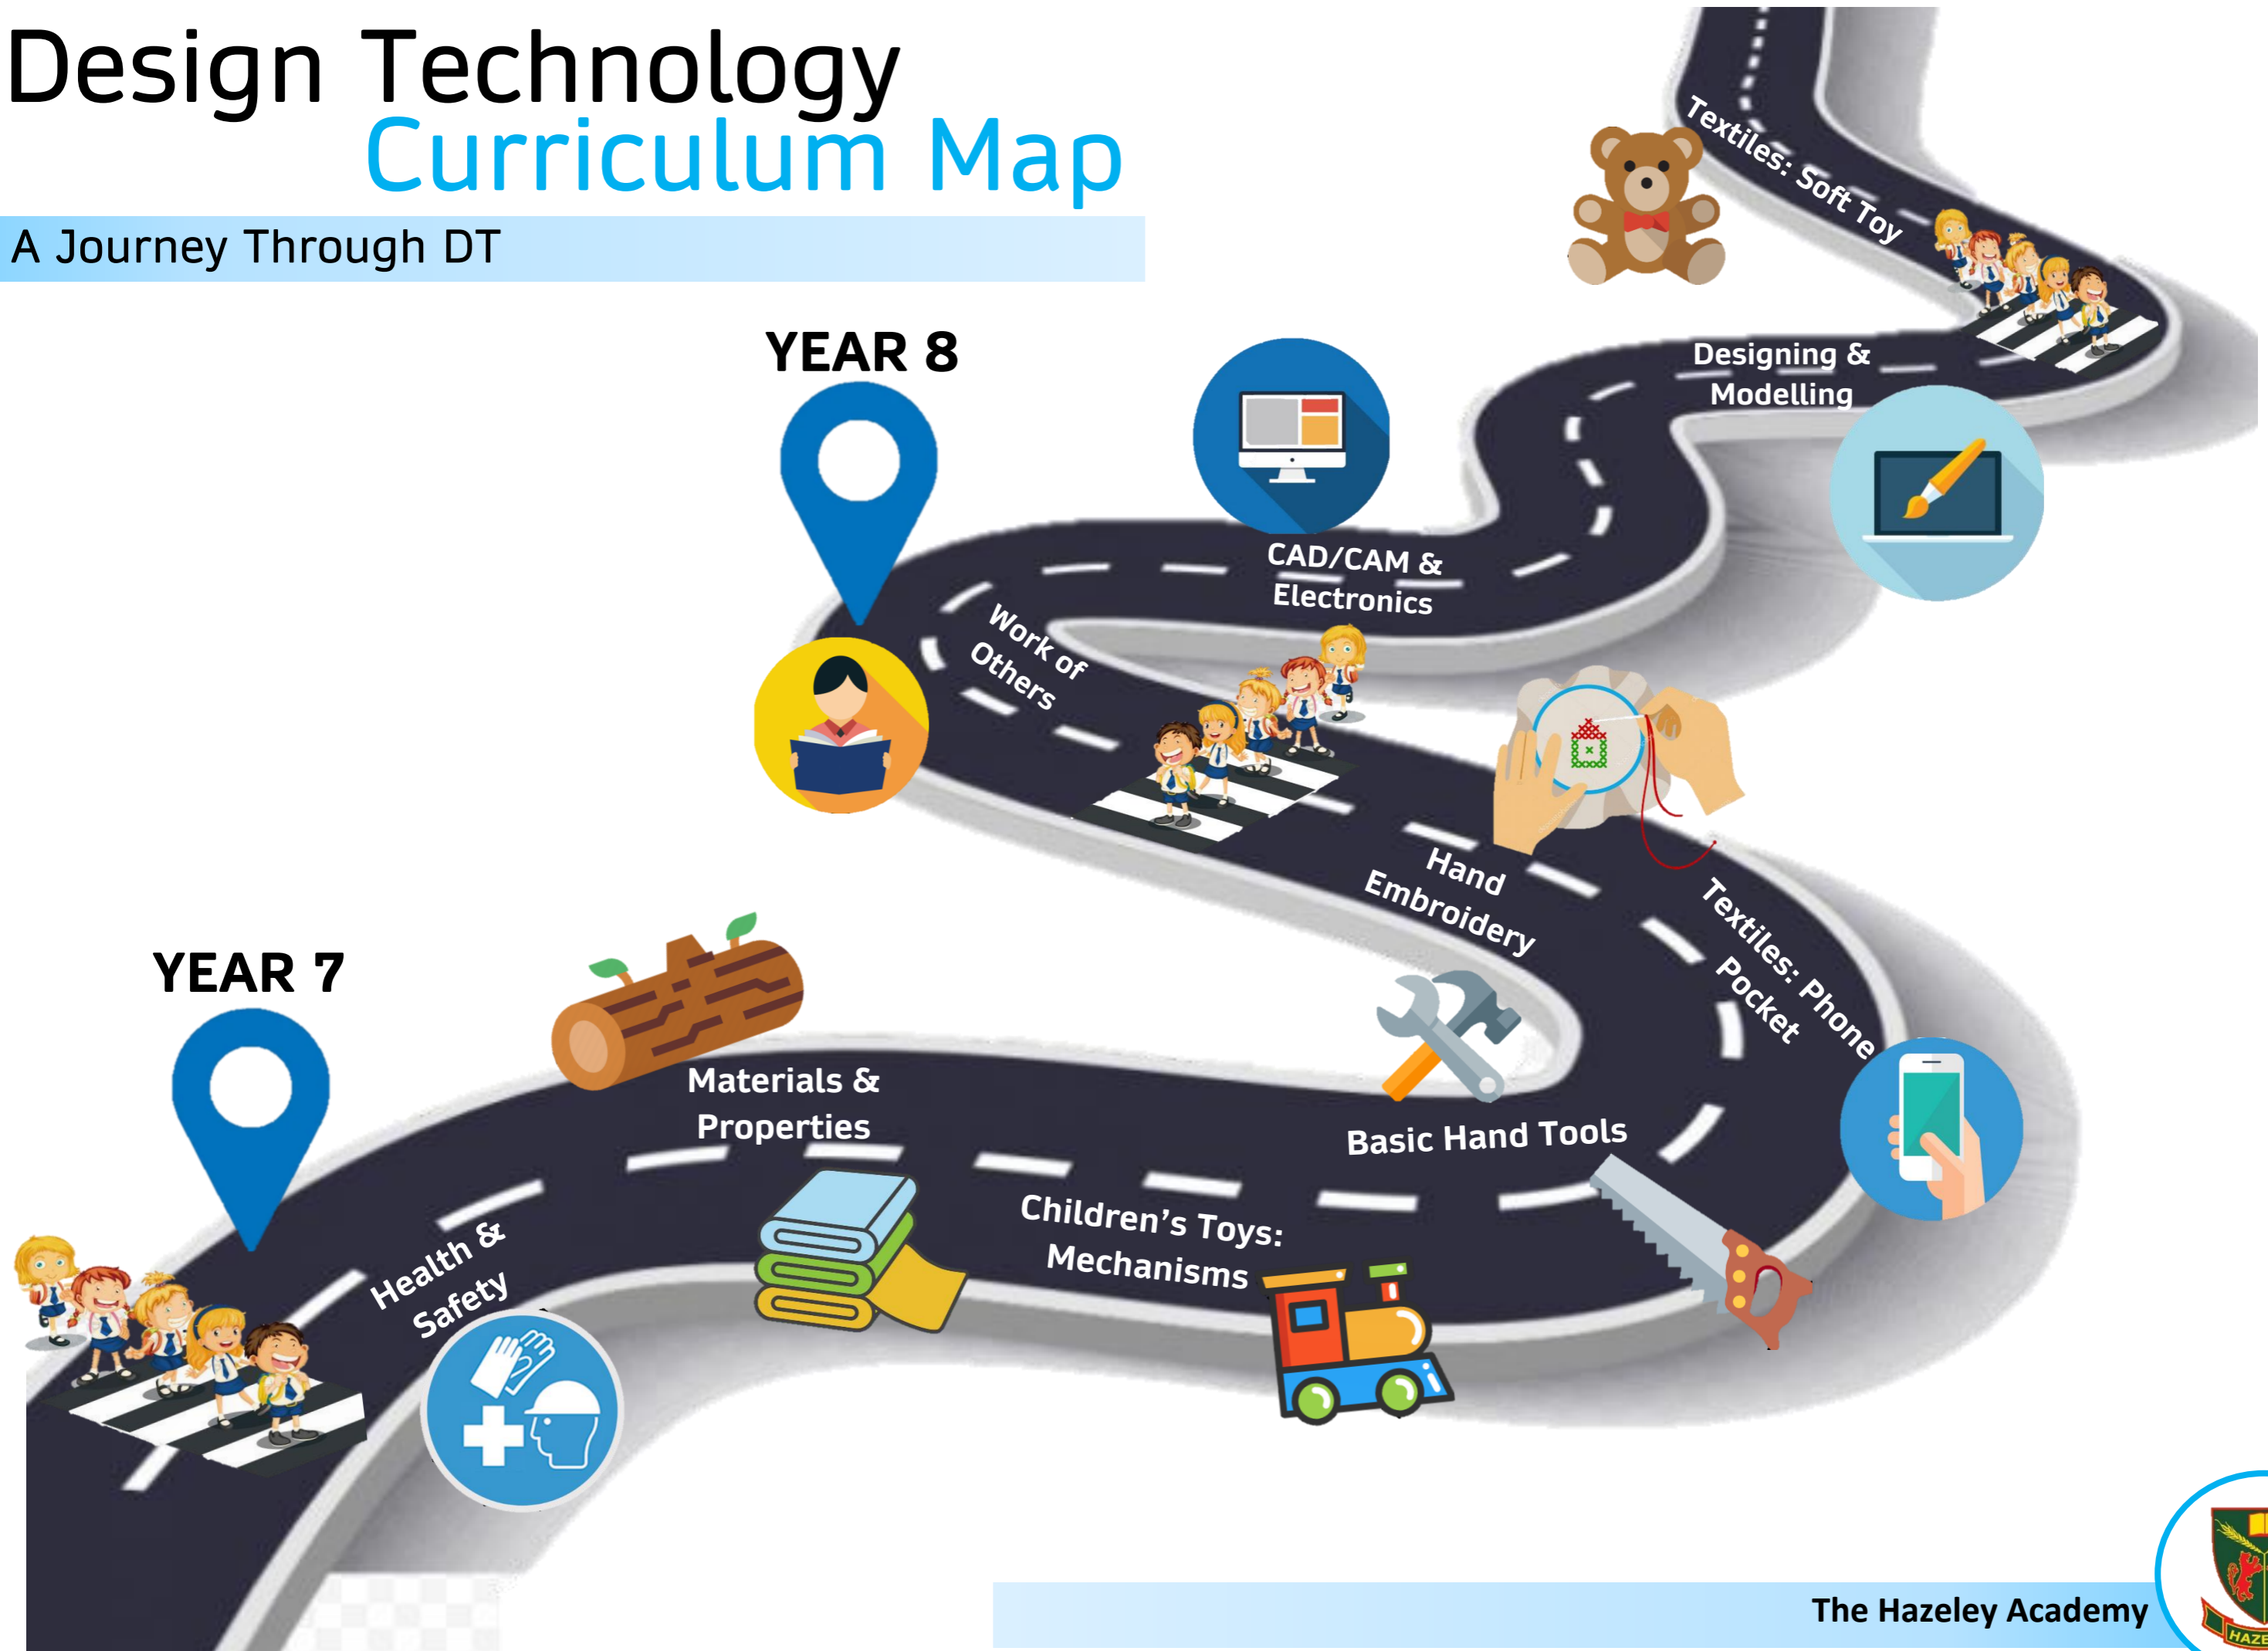 Design Technology
Curriculum Map
A Journey Through DT
Textiles: Soft Toy
YEAR 8
Designing &
Modelling
CAD/CAM &
Electronics
Work of
Others
Hand
Embroidery
Textiles: Phone
Pocket
YEAR 7
Materials &
Properties
Basic Hand Tools
Children's Toys:
Mechanisms
Health &
Safety
The Hazeley Academy